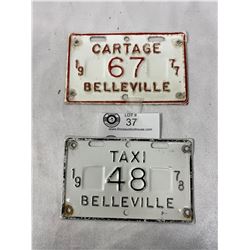 CARTAGE
19 67 77
BELLEVILLE
LOT #
37
TAXI
19 48 78
BELLEVILLE